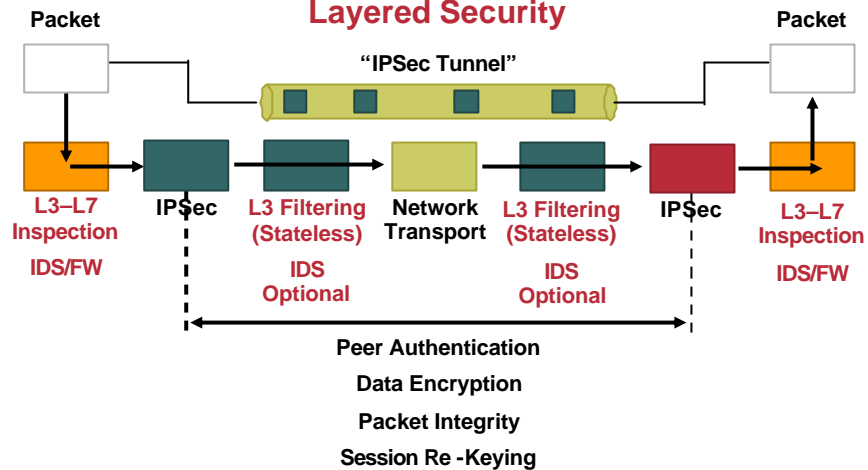 Layered Security
Packet
Packet
“IPSec Tunnel”
L3–L7
Inspection
IDS/FW
IPSec
L3 Filtering
(Stateless)
IDS
Optional
Network
Transport
L3 Filtering
(Stateless)
IDS
Optional
IPSec
L3–L7
Inspection
IDS/FW
Peer Authentication
Data Encryption
Packet Integrity
Session Re -Keying